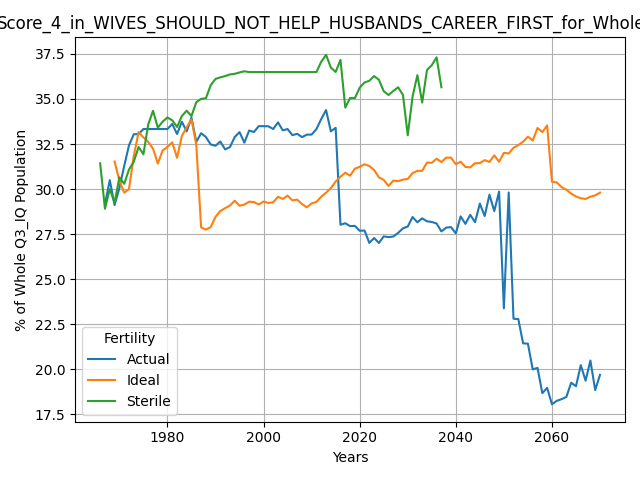 Score_4_in_WIVES_SHOULD_NOT_HELP_HUSBANDS_CAREER_FIRST_for_Whole
37.5
35.0
32.5
30.0
27.5
25.0
22.5
20.0
17.5
% of Whole Q3_IQ Population
Fertility
Actual
Ideal
Sterile
1980
2000
2020
2040
2060
Years